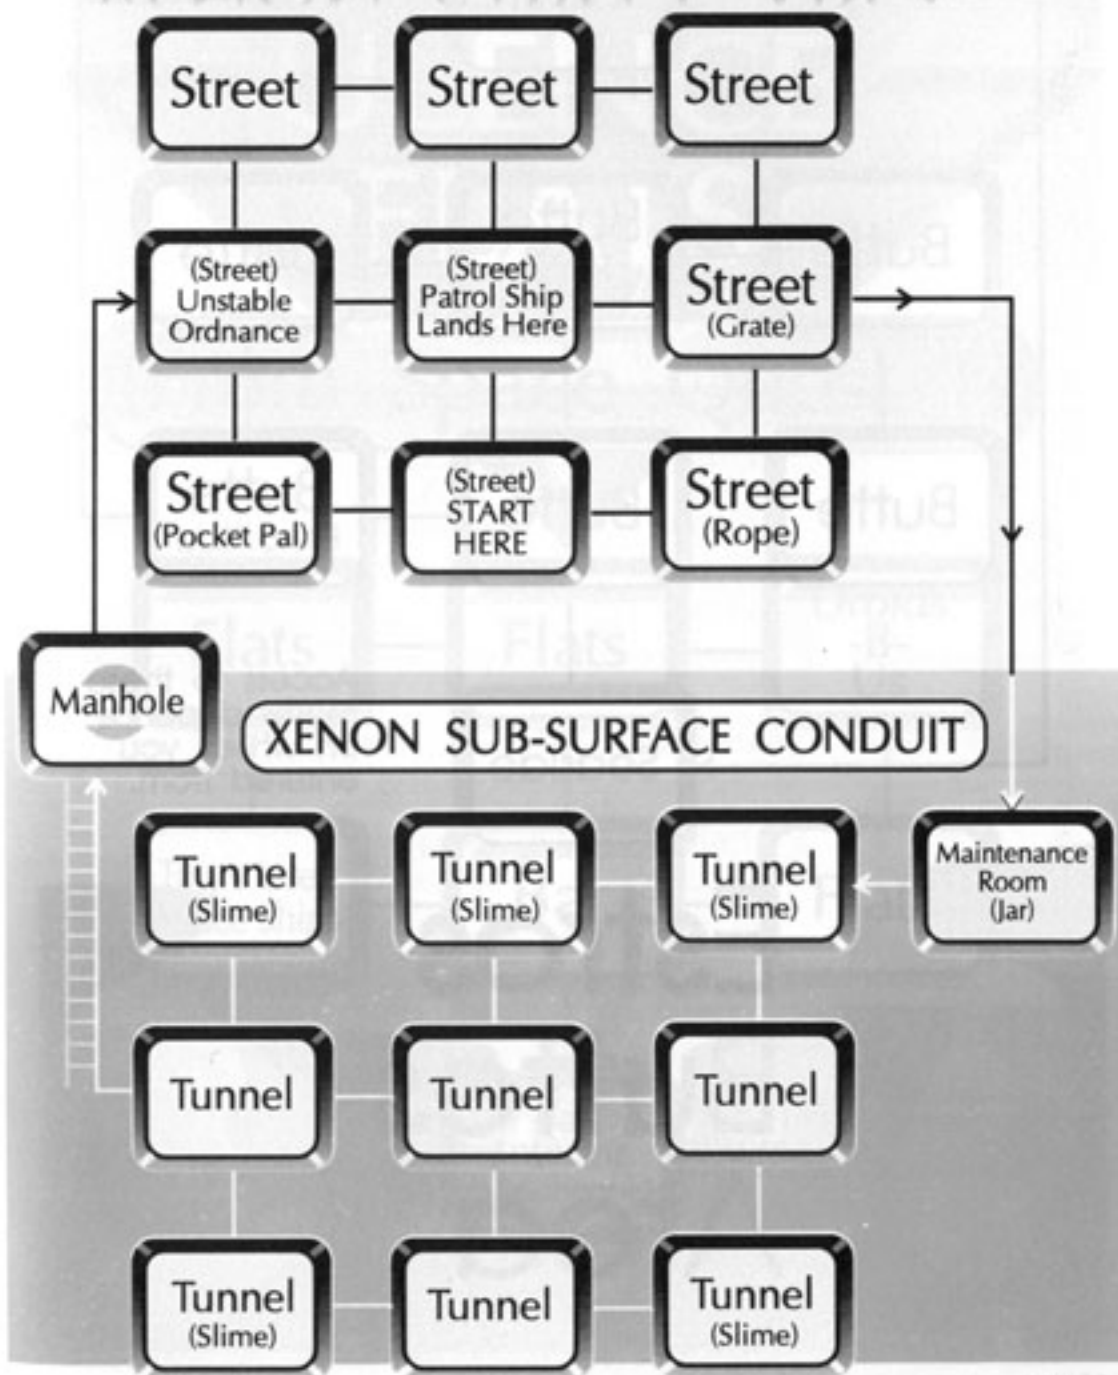 Street
Street
Street
(Street)
Unstable
Ordnance
(Street)
Patrol Ship
Lands Here
Street
(Grate)
Street
(Pocket Pal)
(Street)
START
HERE
Street
(Rope)
Manhole
XENON SUB-SURFACE CONDUIT
Tunnel
(Slime)
Tunnel
(Slime)
Tunnel
(Slime)
Maintenance
Room
(Jar)
Tunnel
Tunnel
Tunnel
Tunnel
(Slime)
Tunnel
Tunnel
(Slime)